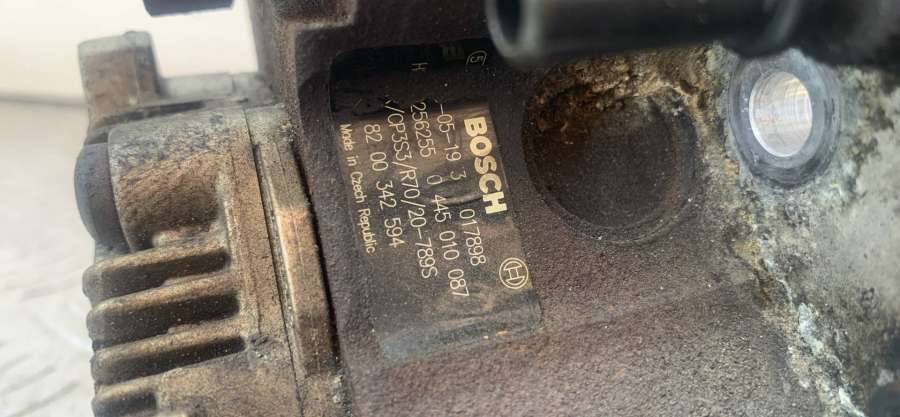 BOSCH
-05-19 3 017898
256255 0 445 010 087
/CP3S3/R70/20-789S
82 00 342 594
Made in Czech Republic